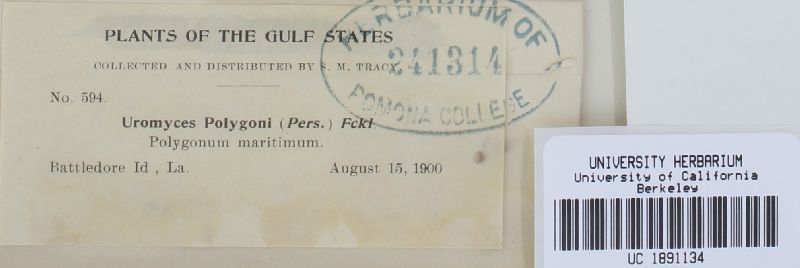 PLANTS OF THE GULF STATES
COLLECTED AND DISTRIBUTED BY S. M. TRACY.
No. 594.
Uromyces Polygoni (Pers.) Fckl.
Polygonum maritimum.
Battledore Id , La. August 15, 1900
HERBARIUM OF
241314
POMONA COLLEGE
UNIVERSITY HERBARIUM
University of California
Berkeley
UC 1891134